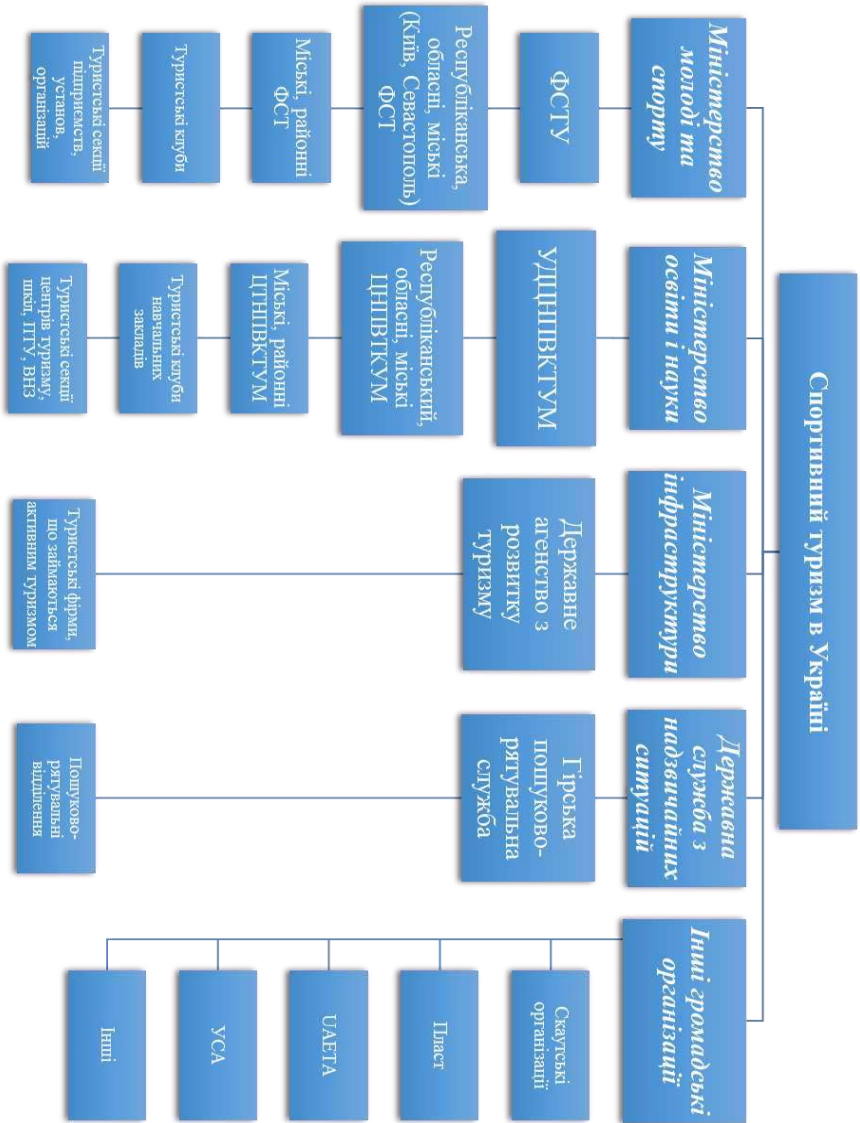 Спортивний туризм в Україні
Міністерство
молоді та
спорту
ФСТУ
Республіканська,
обласні, міські
(Київ, Севастополь)
ФСТ
Міські, районні
ФСТ
Туристські клуби
Туристські секції
підприємств,
установ,
організацій
Міністерство
освіти і науки
УДЦНПВКТУМ
Республіканський,
обласні, міські
ЦНПВТКУМ
Міські, районні
ЦТНПВКТУМ
Туристські клуби
навчальних
закладів
Туристські секції
центрів туризму,
шкіл, ПТУ, ВНЗ
Міністерство
інфраструктури
Державне
агенство з
розвитку
туризму
Туристські фірми,
що займаються
активним туризмом
Державна
служба з
надзвичайних
ситуацій
Гірська
пошуково-
рятувальна
служба
Пошуково-
рятувальні
відділення
Інші громадські
організації
Скаутські
організації
Пласт
UAETA
УСА
Інші